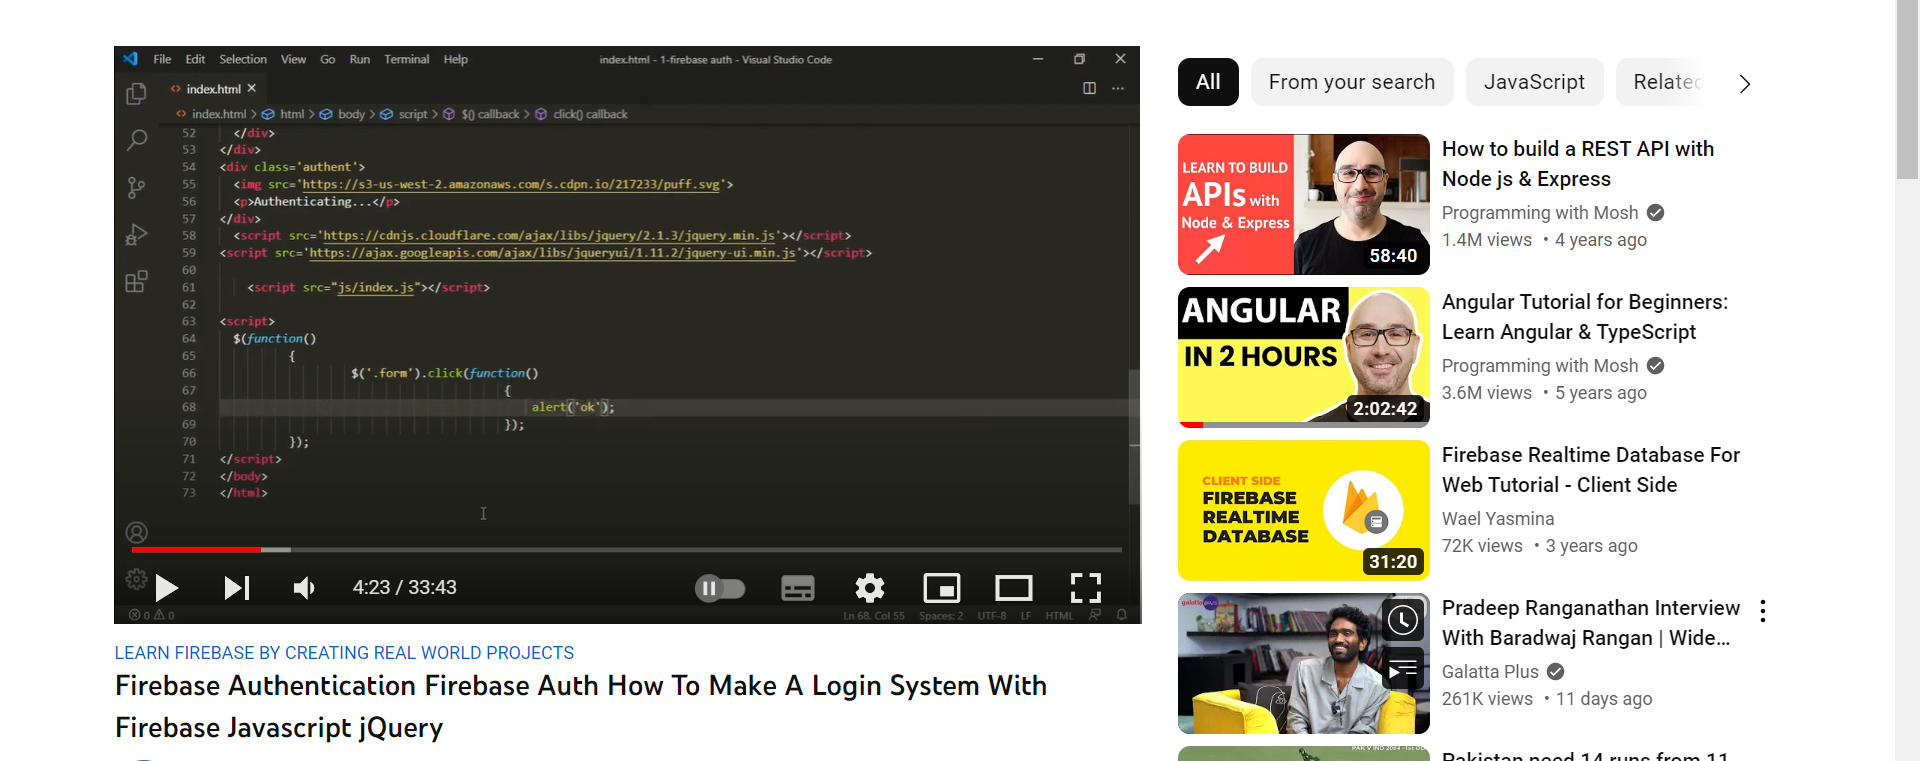 File Edit Selection View Go Run Terminal Help index.html - 1-firebase auth - Visual Studio Code
index.html
index.html > html > body > script > $() callback > click() callback
52 </div>
53 </div>
54 <div class='authent'>
55 <img src='https://s3-us-west-2.amazonaws.com/s.cdpn.io/217233/puff.svg'>
56 <p>Authenticating...</p>
57 </div>
58 <script src='https://cdnjs.cloudflare.com/ajax/libs/jquery/2.1.3/jquery.min.js'></script>
59 <script src='https://ajax.googleapis.com/ajax/libs/jqueryui/1.11.2/jquery-ui.min.js'></script>
60
61 <script src="js/index.js"></script>
62
63 <script>
64 $(function()
65 {
66 $('.form').click(function()
67 {
68 alert('ok');
69 });
70 });
71 </script>
72 </body>
73 </html>
4:23 / 33:43
0 0 Ln 68, Col 55 Spaces: 2 UTF-8 LF HTML
LEARN FIREBASE BY CREATING REAL WORLD PROJECTS
Firebase Authentication Firebase Auth How To Make A Login System With
Firebase Javascript jQuery
All From your search JavaScript Related
LEARN TO BUILD
APIs with
Node & Express
58:40
How to build a REST API with
Node js & Express
Programming with Mosh
1.4M views • 4 years ago
ANGULAR
IN 2 HOURS
2:02:42
Angular Tutorial for Beginners:
Learn Angular & TypeScript
Programming with Mosh
3.6M views • 5 years ago
CLIENT SIDE
FIREBASE
REALTIME
DATABASE
31:20
Firebase Realtime Database For
Web Tutorial - Client Side
Wael Yasmina
72K views • 3 years ago
galatta plus
Pradeep Ranganathan Interview
With Baradwaj Rangan | Wide...
Galatta Plus
261K views • 11 days ago
Pakistan need 14 runs from 11